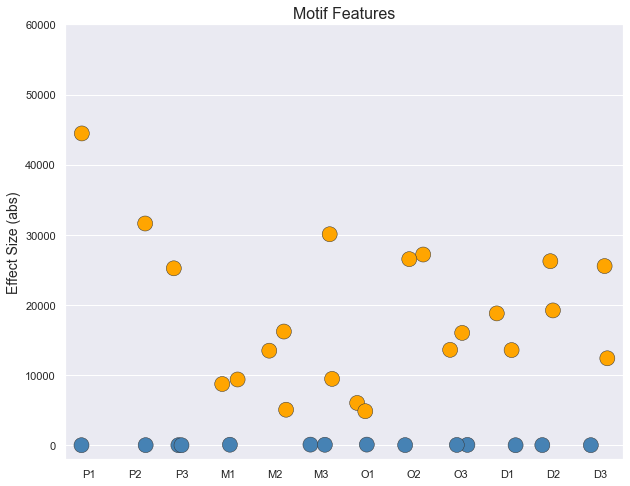 Motif Features
60000
50000
40000
30000
20000
10000
0
Effect Size (abs)
P1 P2 P3 M1 M2 M3 O1 O2 O3 D1 D2 D3